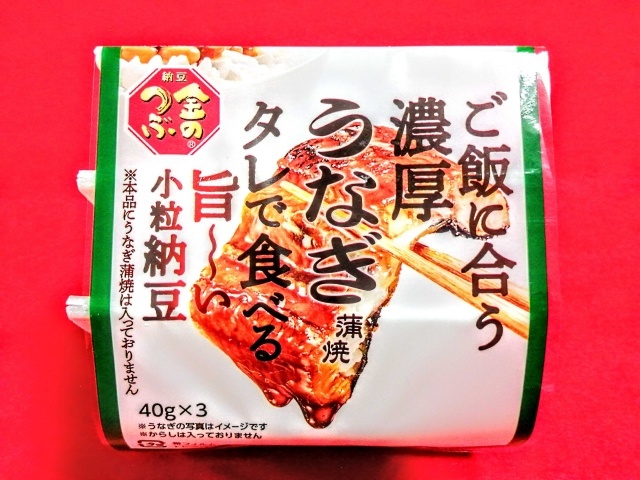 ご飯に合う
濃厚
うなぎ蒲焼
タレで食べる
旨〜い
小粒納豆
※本品にうなぎ蒲焼は入っておりません
納豆
金の
つぶ®
40g×3
※うなぎの写真はイメージです
※からしは入っておりません